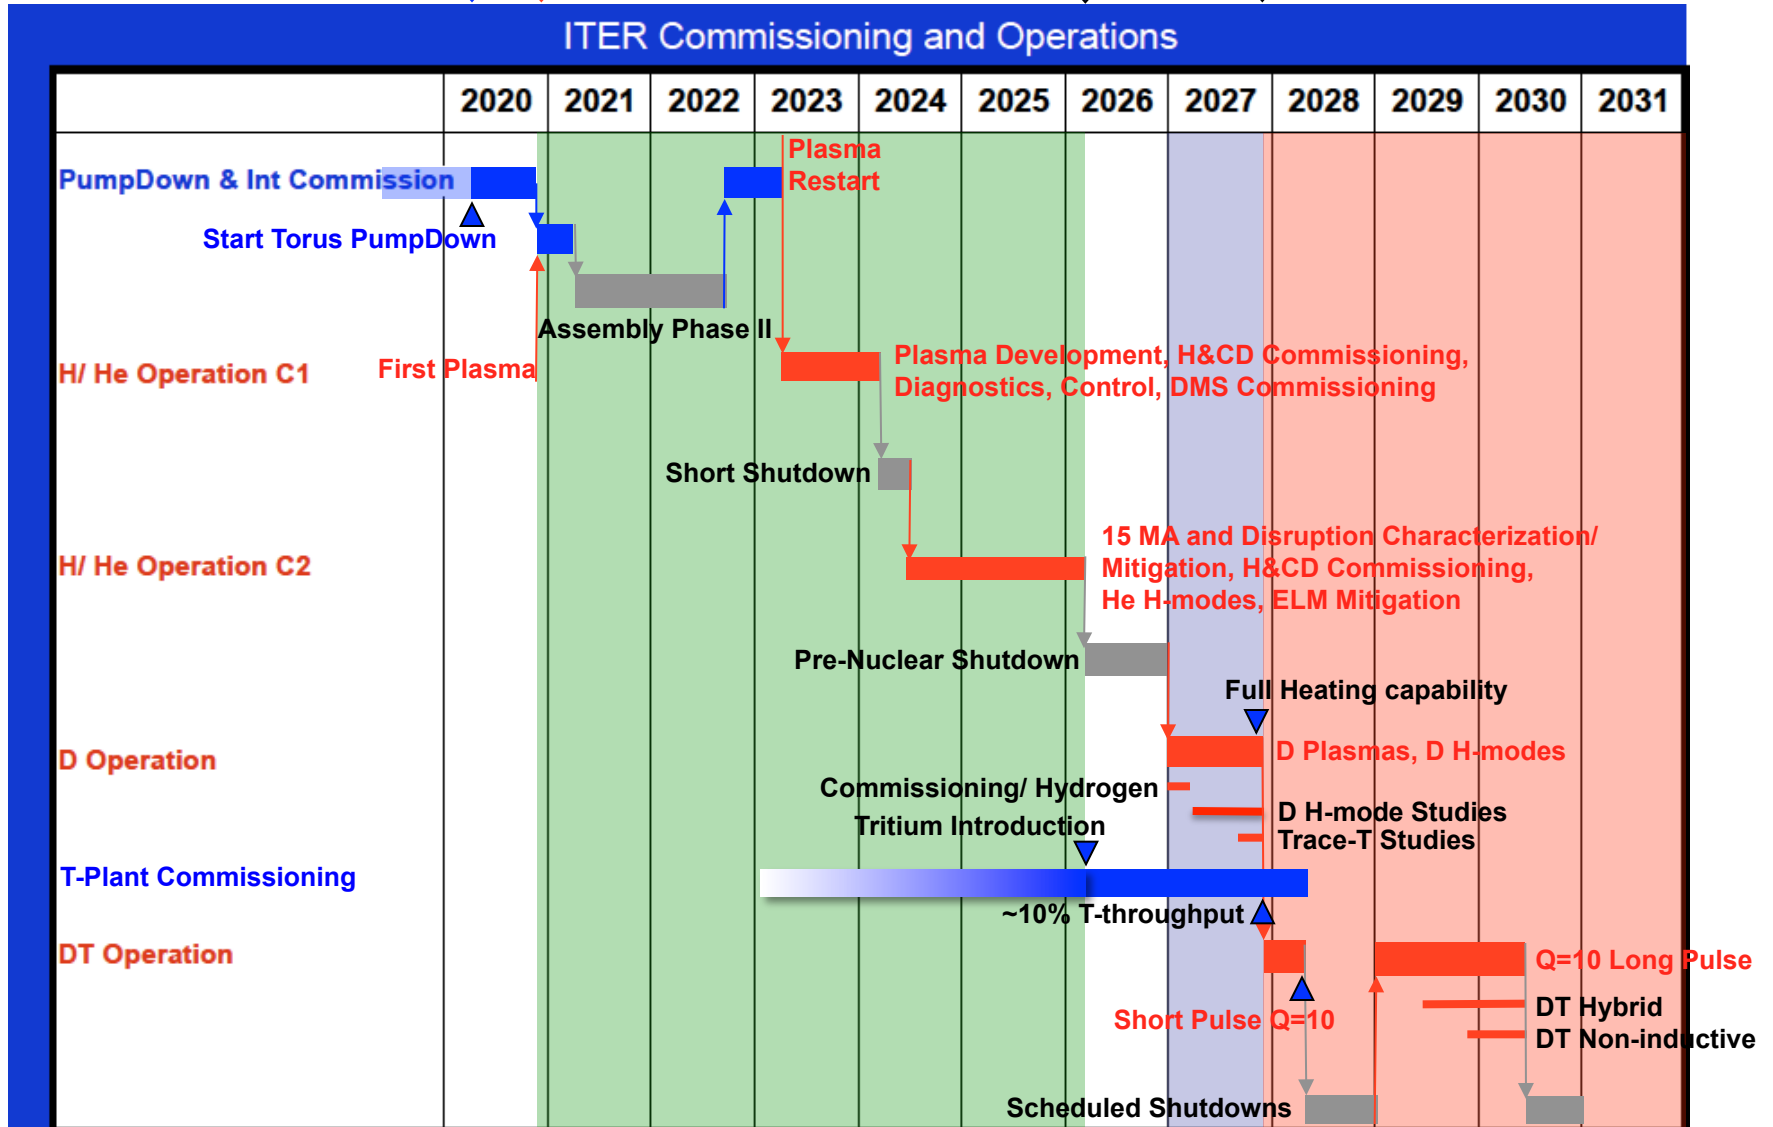 ITER Commissioning and Operations
2020 2021 2022 2023 2024 2025 2026 2027 2028 2029 2030 2031
Plasma
Restart
PumpDown & Int Commission
Start Torus PumpDown
Assembly Phase II
H/ He Operation C1
First Plasma
Plasma Development, H&CD Commissioning,
Diagnostics, Control, DMS Commissioning
Short Shutdown
15 MA and Disruption Characterization/
Mitigation, H&CD Commissioning,
He H-modes, ELM Mitigation
H/ He Operation C2
Pre-Nuclear Shutdown
Full Heating capability
D Operation
D Plasmas, D H-modes
Commissioning/ Hydrogen
D H-mode Studies
Tritium Introduction
Trace-T Studies
T-Plant Commissioning
~10% T-throughput
DT Operation
Q=10 Long Pulse
DT Hybrid
Short Pulse Q=10
DT Non-inductive
Scheduled Shutdowns